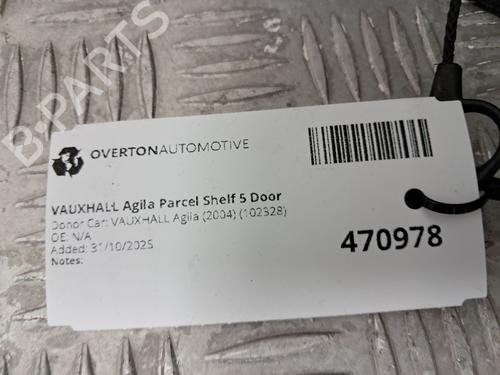 B-PARTS
OVERTONAUTOMOTIVE
VAUXHALL Agila Parcel Shelf 5 Door
Donor Car: VAUXHALL Agila (2004) (102328)
OE: N/A
Added: 31/10/2025
Notes:
470978